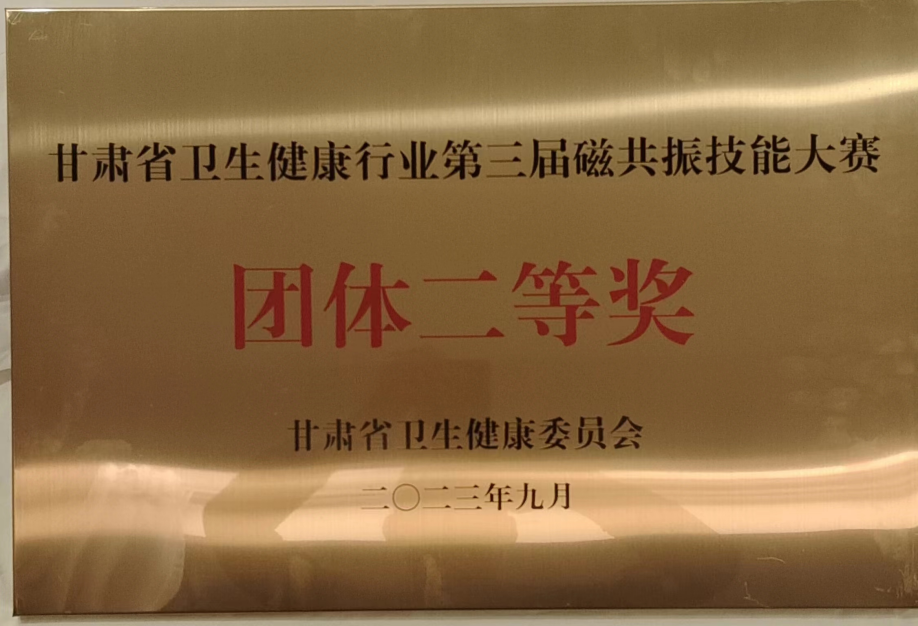 甘肃省卫生健康行业第三届磁共振技能大赛
团体二等奖
甘肃省卫生健康委员会
二〇二三年九月